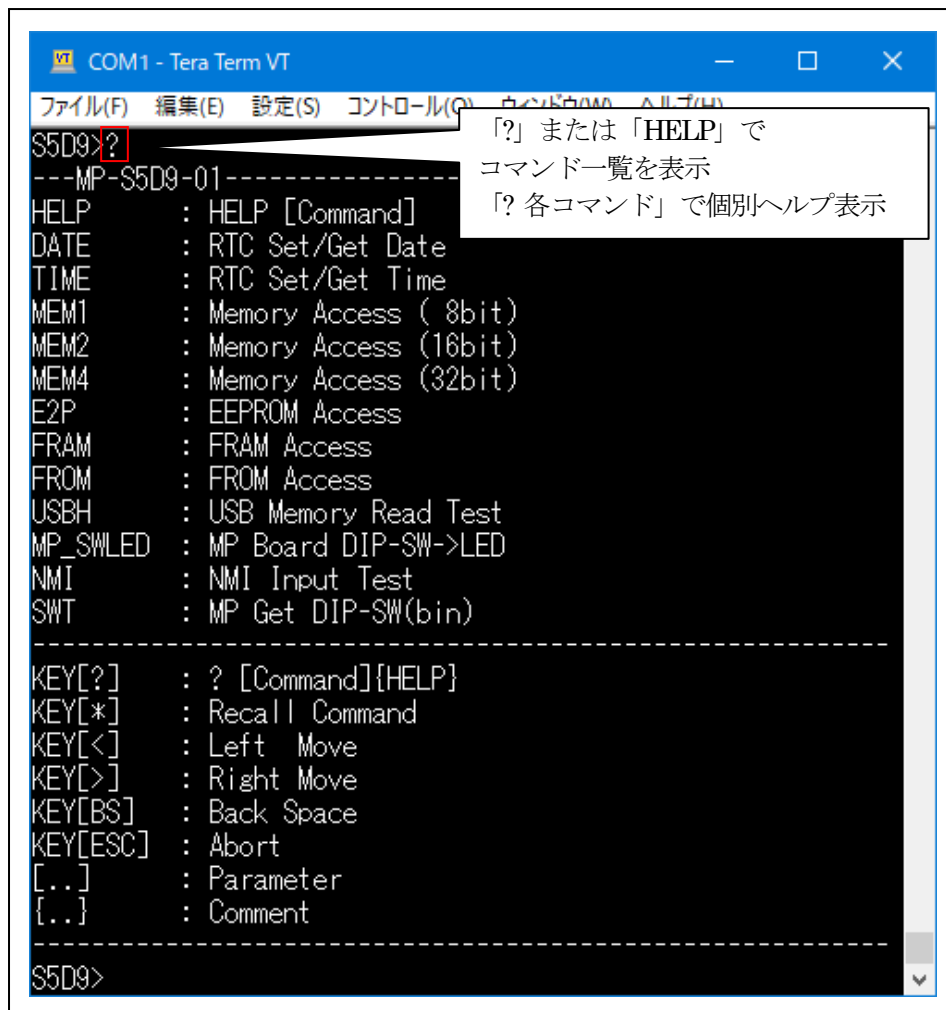 COM1 - Tera Term VT
ファイル(F) 編集(E) 設定(S) コントロール(O) ウィンドウ(W) ヘルプ(H)
「?」または「HELP」で
コマンド一覧を表示
「? 各コマンド」で個別ヘルプ表示
S5D9>?
---MP-S5D9-01------------------
HELP : HELP [Command]
DATE : RTC Set/Get Date
TIME : RTC Set/Get Time
MEM1 : Memory Access ( 8bit)
MEM2 : Memory Access (16bit)
MEM4 : Memory Access (32bit)
E2P : EEPROM Access
FRAM : FRAM Access
FROM : FROM Access
USBH : USB Memory Read Test
MP_SWLED : MP Board DIP-SW->LED
NMI : NMI Input Test
SWT : MP Get DIP-SW(bin)
----------------------------------------------------
KEY[?] : ? [Command]{HELP}
KEY[*] : Recall Command
KEY[<] : Left  Move
KEY[>] : Right Move
KEY[BS] : Back Space
KEY[ESC] : Abort
[..] : Parameter
{..} : Comment
----------------------------------------------------
S5D9>